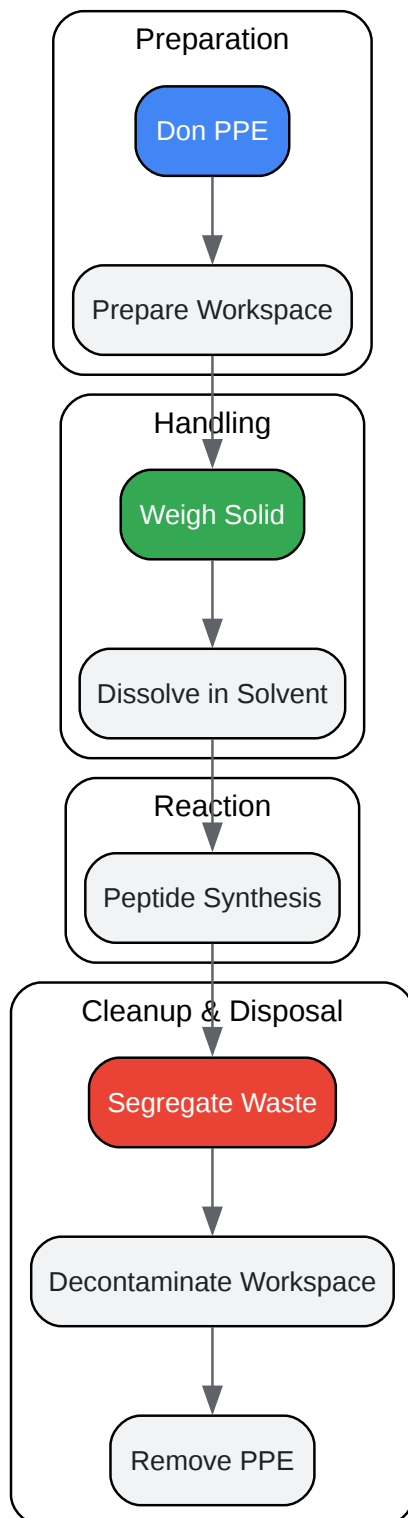 Preparation
Don PPE
Prepare Workspace
Handling
Weigh Solid
Dissolve in Solvent
Reaction
Peptide Synthesis
Cleanup & Disposal
Segregate Waste
Decontaminate Workspace
Remove PPE